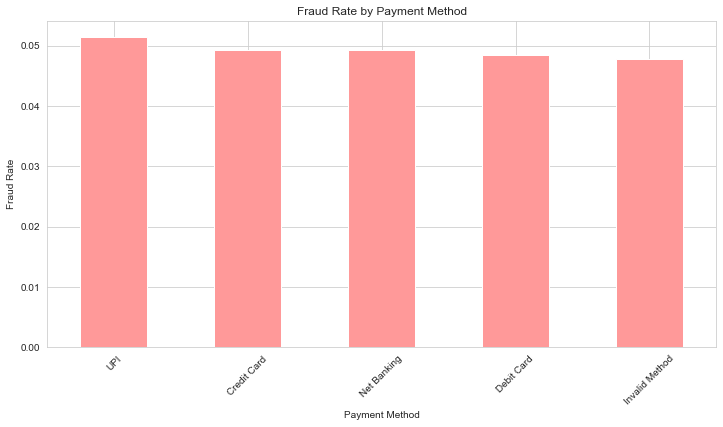 Fraud Rate by Payment Method
Fraud Rate
0.05
0.04
0.03
0.02
0.01
0.00
UPI
Credit Card
Net Banking
Debit Card
Invalid Method
Payment Method